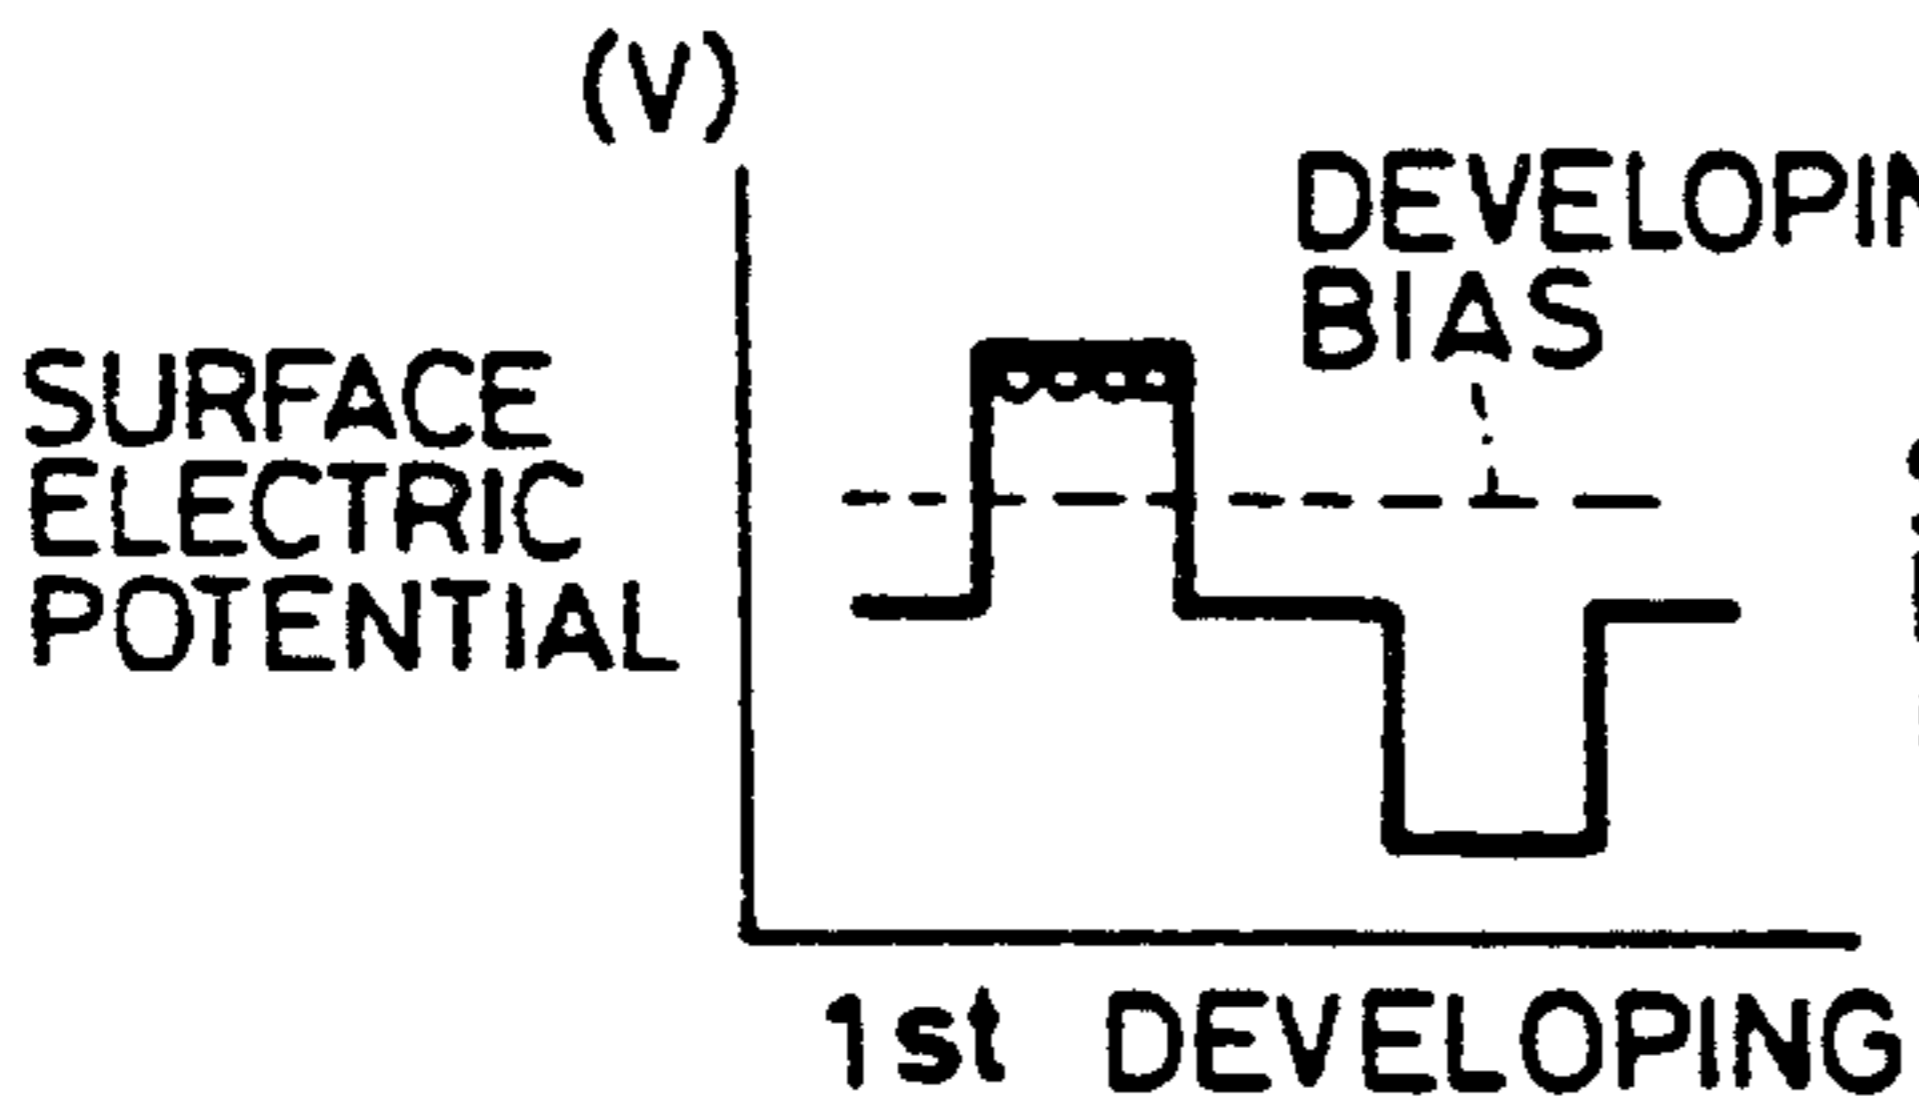 (V)
DEVELOPIN
BIAS
SURFACE
ELECTRIC
POTENTIAL
1st DEVELOPING